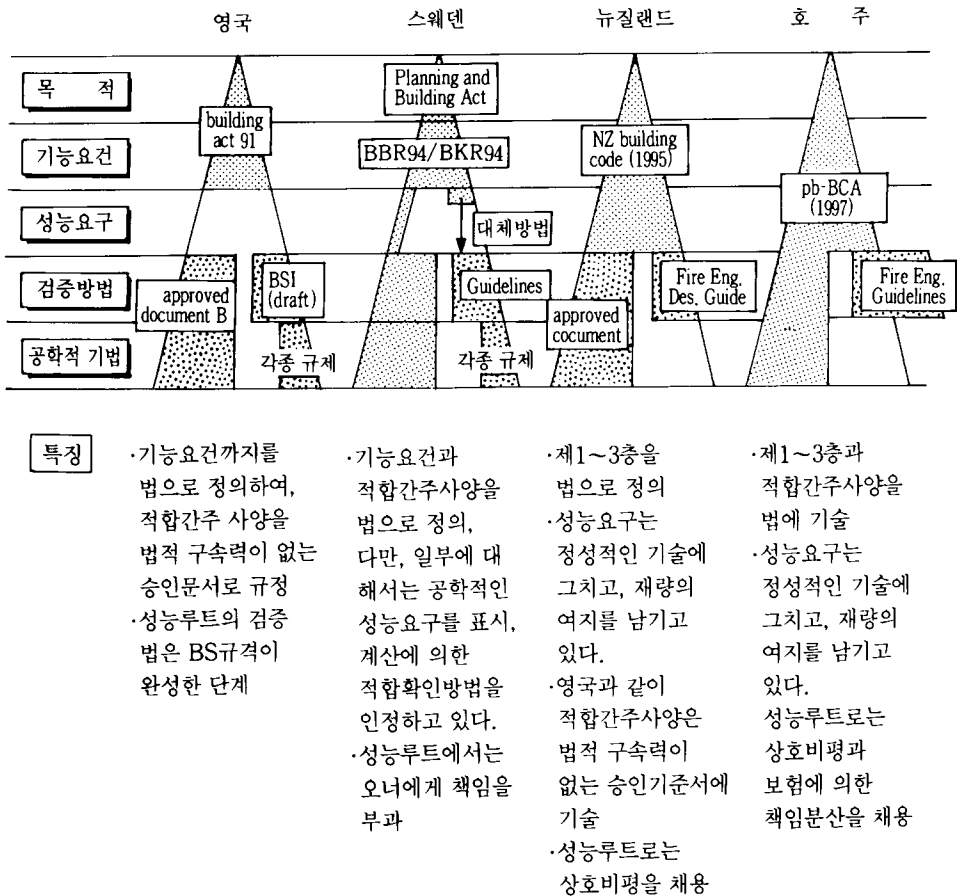 영국 스웨덴 뉴질랜드 호 주
목 적
기능요건
성능요구
검증방법
공학적 기법
building
act 91
approved
document B
BSI
(draft)
각종 규제
Planning and
Building Act
BBR94/BKR94
대체방법
Guidelines
각종 규제
NZ building
code (1995)
approved
cocument
Fire Eng.
Des. Guide
pb-BCA
(1997)
Fire Eng.
Guidelines
특징
·기능요건까지를
법으로 정의하여,
적합간주 사양을
법적 구속력이 없는
승인문서로 규정
·성능루트의 검증
법은 BS규격이
완성한 단계
·기능요건과
적합간주사양을
법으로 정의,
다만, 일부에 대
해서는 공학적인
성능요구를 표시,
계산에 의한
적합확인방법을
인정하고 있다.
·성능루트에서는
오너에게 책임을
부과
·제1~3층을
법으로 정의
·성능요구는
정성적인 기술에
그치고, 재량의
여지를 남기고
있다.
·영국과 같이
적합간주사양은
법적 구속력이
없는 승인기준서에
기술
·성능루트로는
상호비평을 채용
·제1~3층과
적합간주사양을
법에 기술
·성능요구는
정성적인 기술에
그치고, 재량의
여지를 남기고
있다.
성능루트로는
상호비평과
보험에 의한
책임분산을 채용